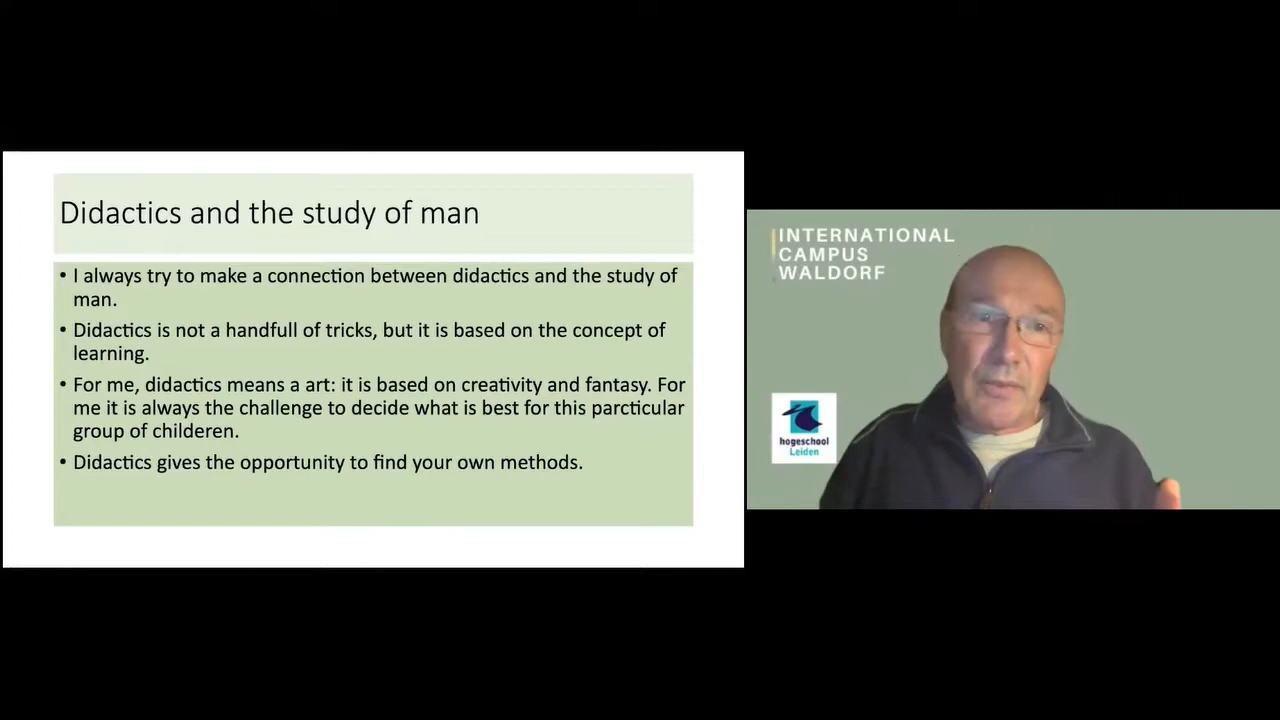 Didactics and the study of man
• I always try to make a connection between didactics and the study of
man.
• Didactics is not a handfull of tricks, but it is based on the concept of
learning.
• For me, didactics means a art: it is based on creativity and fantasy. For
me it is always the challenge to decide what is best for this parcticular
group of childeren.
• Didactics gives the opportunity to find your own methods.
INTERNATIONAL
CAMPUS
WALDORF
hogeschool
Leiden